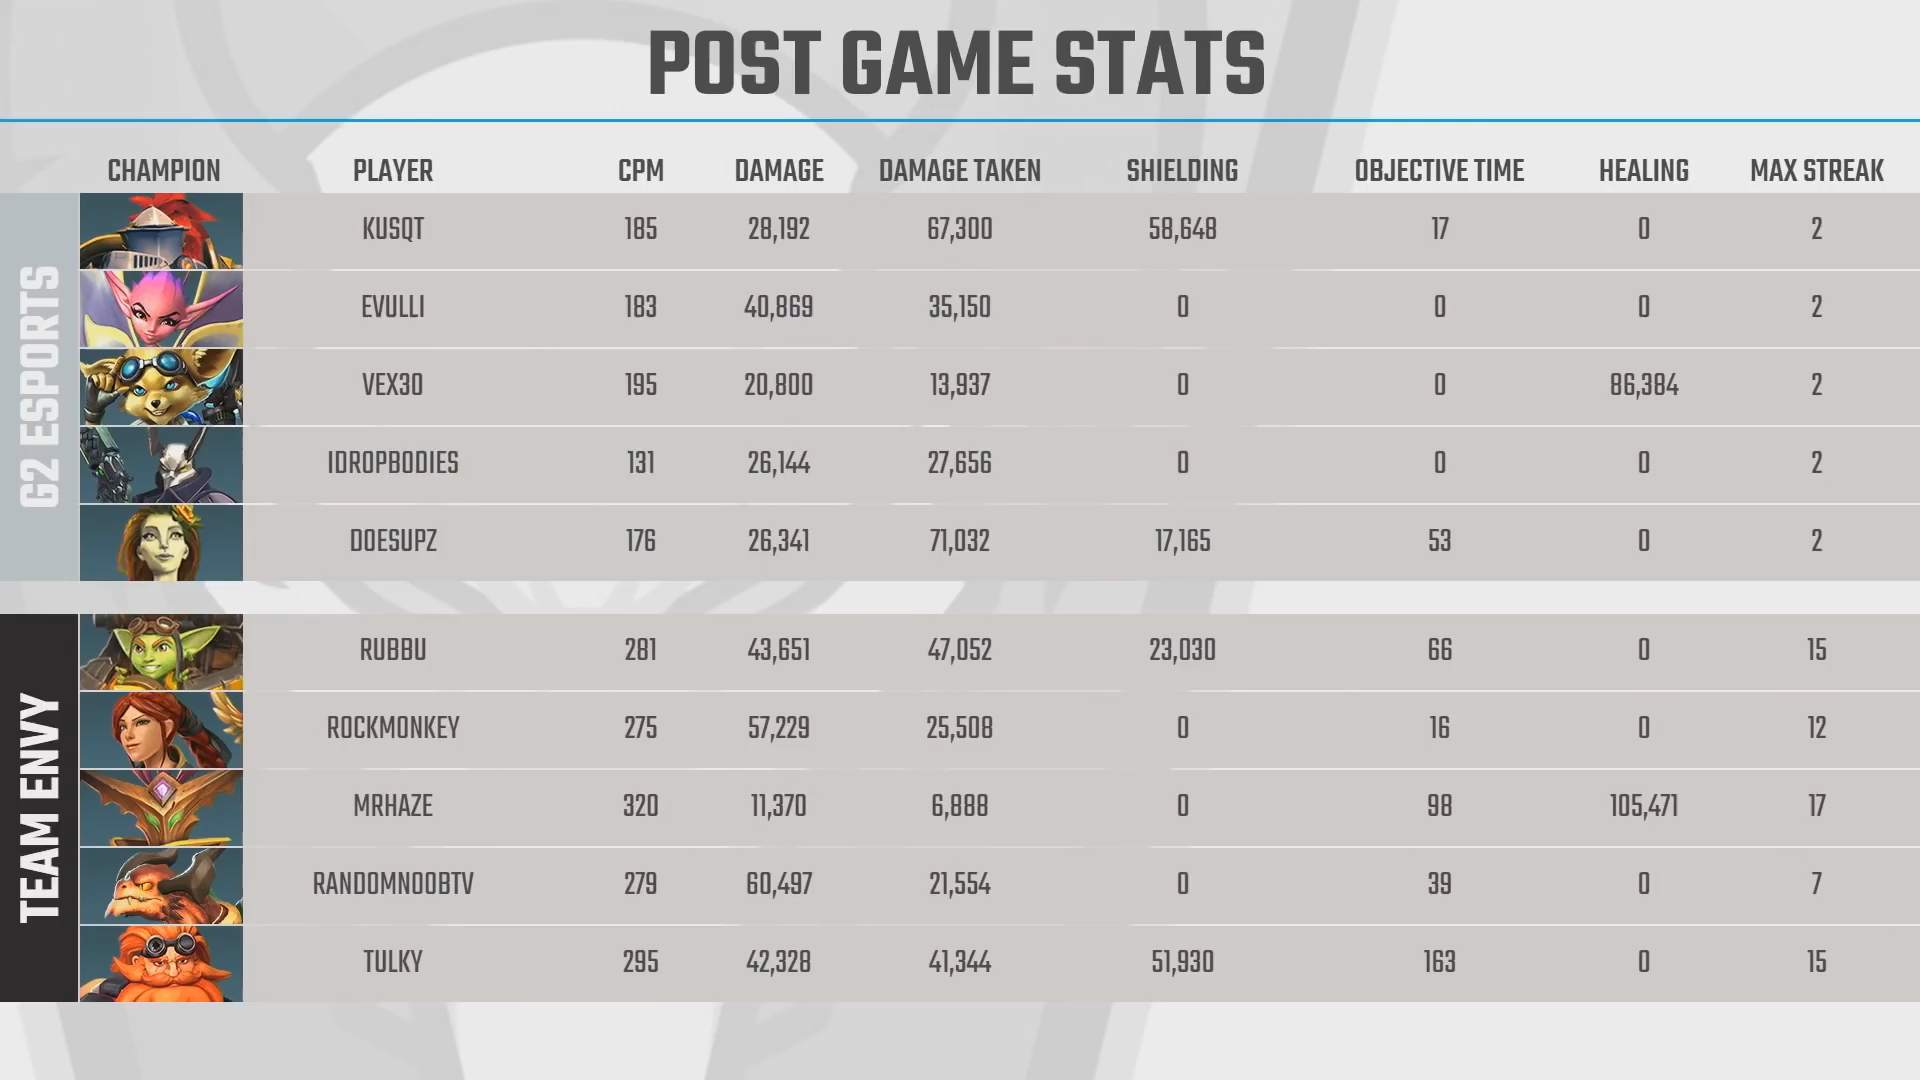 POST GAME STATS
CHAMPION PLAYER CPM DAMAGE DAMAGE TAKEN SHIELDING OBJECTIVE TIME HEALING MAX STREAK
G2 ESPORTS
KUSQT 185 28,192 67,300 58,648 17 0 2
EVULLI 183 40,869 35,150 0 0 0 2
VEX30 195 20,800 13,937 0 0 86,384 2
IDROPBODIES 131 26,144 27,656 0 0 0 2
DOESUPZ 176 26,341 71,032 17,165 53 0 2
TEAM ENVY
RUBBU 281 43,651 47,052 23,030 66 0 15
ROCKMONKEY 275 57,229 25,508 0 16 0 12
MRHAZE 320 11,370 6,888 0 98 105,471 17
RANDOMNOOBTV 279 60,497 21,554 0 39 0 7
TULKY 295 42,328 41,344 51,930 163 0 15